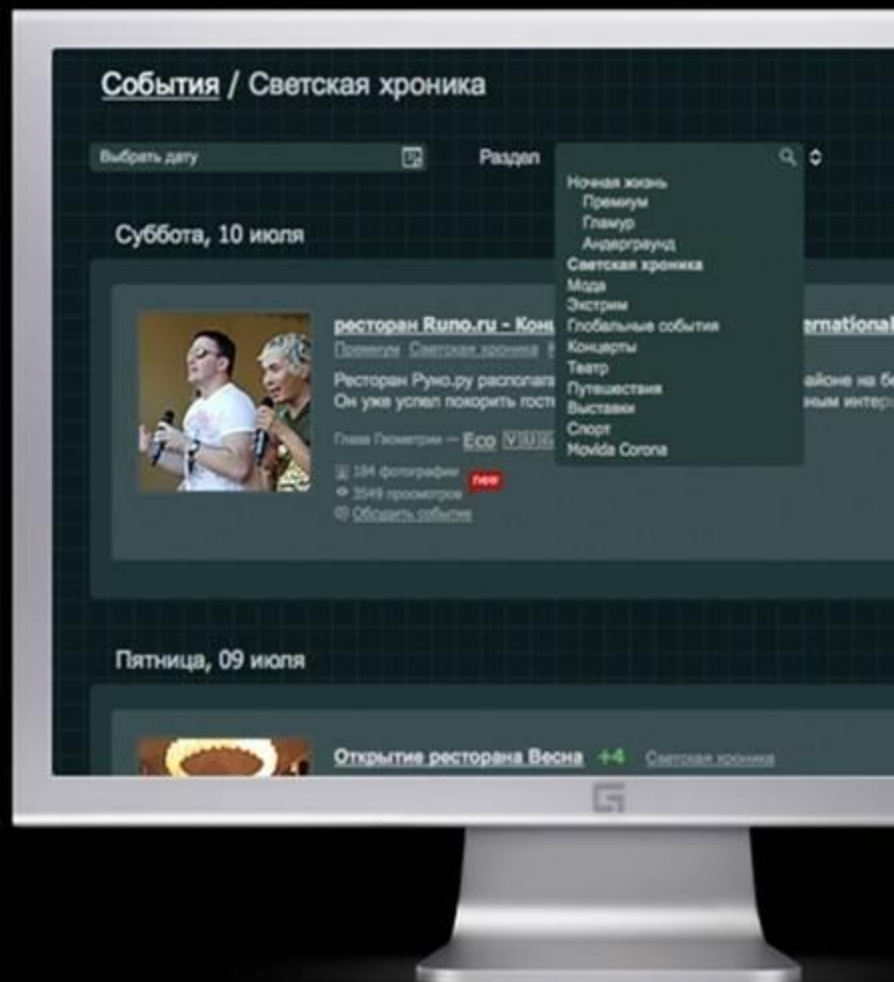 События / Светская хроника
Выбрать дату
Раздел
Ночная жизнь
Премиум
Гламур
Андерграунд
Светская хроника
Мода
Экстрим
Глобальные события
Концерты
Театр
Путешествия
Выставки
Спорт
Movida Corona
Суббота, 10 июля
ресторан Runo.ru - Конц ernational
Премиум Светская хроника
Ресторан Руно.ру располага айоне на бе
Он уже успел покорить гост ным интер
Глаза Геометрии — Eco VUG
184 фотографии
new
3549 просмотров
Обсудить событие
Пятница, 09 июля
Открытие ресторана Весна +4 Светская хроника